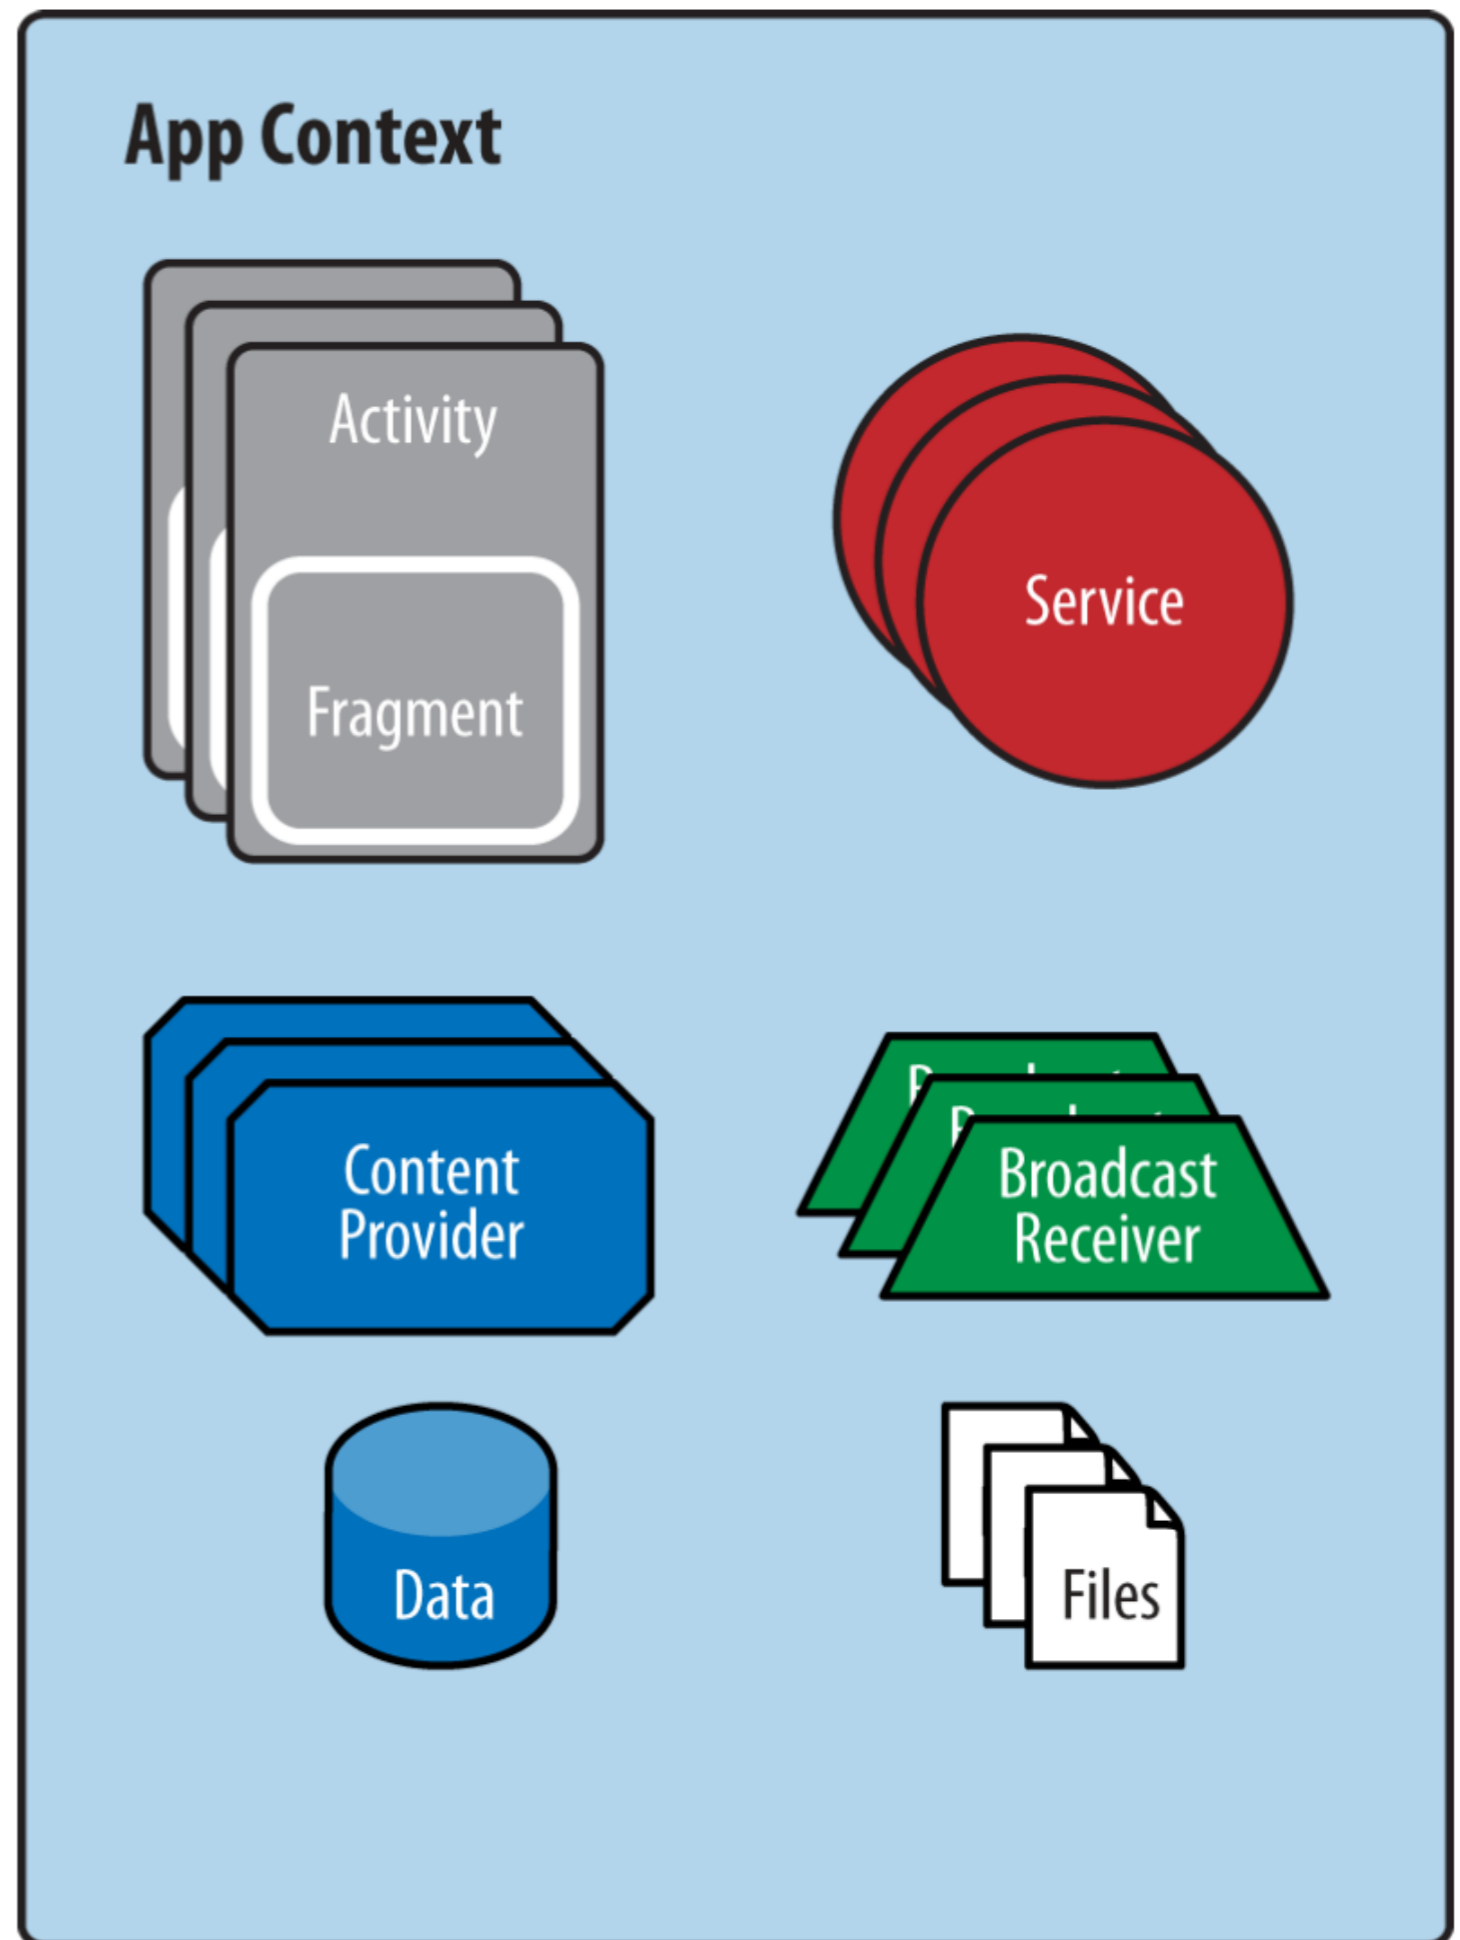 App Context
Activity
Fragment
Service
Content
Provider
Broadcast
Receiver
Data
Files